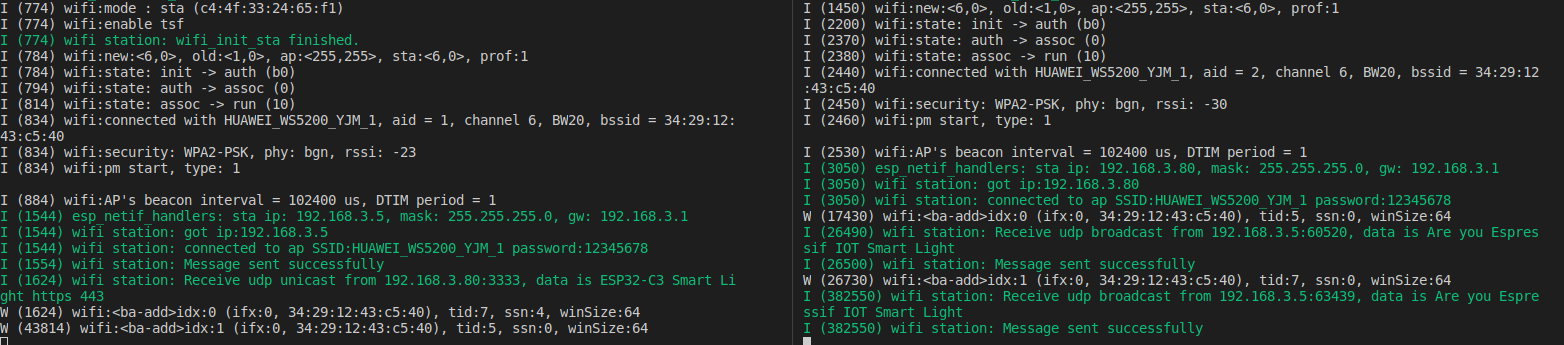 I (774) wifi:mode : sta (c4:4f:33:24:65:f1)
I (774) wifi:enable tsf
I (774) wifi station: wifi_init_sta finished.
I (784) wifi:new:<6,0>, old:<1,0>, ap:<255,255>, sta:<6,0>, prof:1
I (784) wifi:state: init -> auth (b0)
I (794) wifi:state: auth -> assoc (0)
I (814) wifi:state: assoc -> run (10)
I (834) wifi:connected with HUAWEI_WS5200_YJM_1, aid = 1, channel 6, BW20, bssid = 34:29:12:
43:c5:40
I (834) wifi:security: WPA2-PSK, phy: bgn, rssi: -23
I (834) wifi:pm start, type: 1
I (884) wifi:AP's beacon interval = 102400 us, DTIM period = 1
I (1544) esp_netif_handlers: sta ip: 192.168.3.5, mask: 255.255.255.0, gw: 192.168.3.1
I (1544) wifi station: got ip:192.168.3.5
I (1544) wifi station: connected to ap SSID:HUAWEI_WS5200_YJM_1 password:12345678
I (1554) wifi station: Message sent successfully
I (1624) wifi station: Receive udp unicast from 192.168.3.80:3333, data is ESP32-C3 Smart Li
ght https 443
W (1624) wifi:<ba-add>idx:0 (ifx:0, 34:29:12:43:c5:40), tid:7, ssn:4, winSize:64
W (43814) wifi:<ba-add>idx:1 (ifx:0, 34:29:12:43:c5:40), tid:5, ssn:0, winSize:64
I (1450) wifi:new:<6,0>, old:<1,0>, ap:<255,255>, sta:<6,0>, prof:1
I (2200) wifi:state: init -> auth (b0)
I (2370) wifi:state: auth -> assoc (0)
I (2380) wifi:state: assoc -> run (10)
I (2440) wifi:connected with HUAWEI_WS5200_YJM_1, aid = 2, channel 6, BW20, bssid = 34:29:12
:43:c5:40
I (2450) wifi:security: WPA2-PSK, phy: bgn, rssi: -30
I (2460) wifi:pm start, type: 1
I (2530) wifi:AP's beacon interval = 102400 us, DTIM period = 1
I (3050) esp_netif_handlers: sta ip: 192.168.3.80, mask: 255.255.255.0, gw: 192.168.3.1
I (3050) wifi station: got ip:192.168.3.80
I (3050) wifi station: connected to ap SSID:HUAWEI_WS5200_YJM_1 password:12345678
W (17430) wifi:<ba-add>idx:0 (ifx:0, 34:29:12:43:c5:40), tid:5, ssn:0, winSize:64
I (26490) wifi station: Receive udp broadcast from 192.168.3.5:60520, data is Are you Espres
sif IOT Smart Light
I (26500) wifi station: Message sent successfully
W (26730) wifi:<ba-add>idx:1 (ifx:0, 34:29:12:43:c5:40), tid:7, ssn:0, winSize:64
I (382550) wifi station: Receive udp broadcast from 192.168.3.5:63439, data is Are you Espre
ssif IOT Smart Light
I (382550) wifi station: Message sent successfully